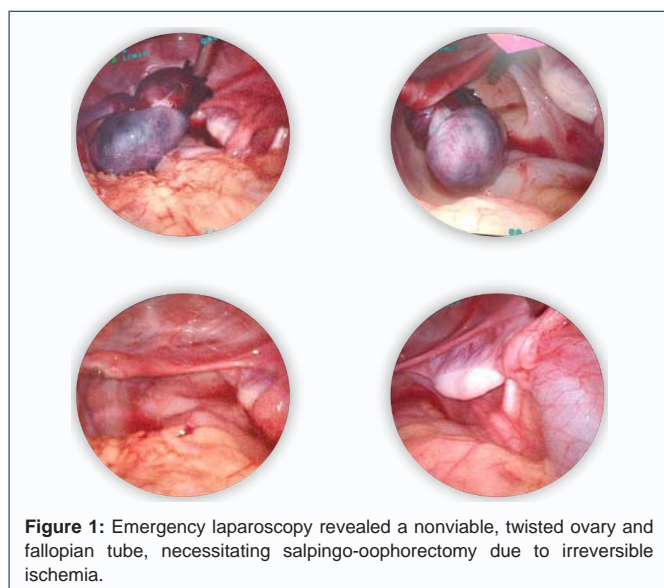 Figure 1: Emergency laparoscopy revealed a nonviable, twisted ovary and
fallopian tube, necessitating salpingo-oophorectomy due to irreversible
ischemia.